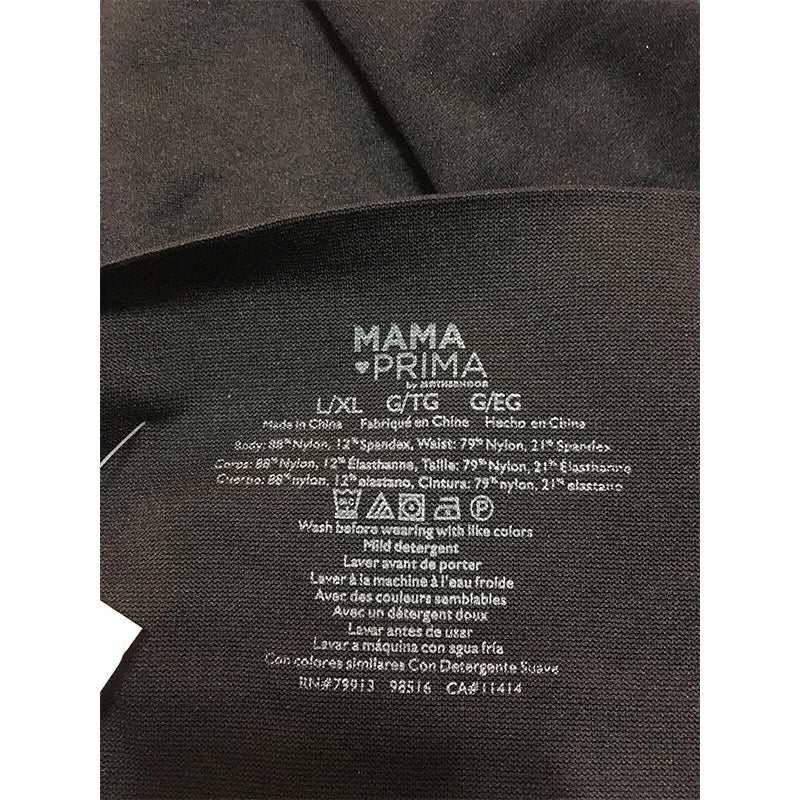 MAMA
PRIMA
by MOTHERHOOD
L/XL G/TG G/EG
Made in China Fabriqué en Chine Hecho en China
Body: 88% Nylon, 12% Spandex, Waist: 79% Nylon, 21% Spandex
Corps: 88% Nylon, 12% Élasthanne, Taille: 79% Nylon, 21% Élasthanne
Cuerpo: 88% nylon, 12% elastano, Cintura: 79% nylon, 21% elastano
Wash before wearing with like colors
Mild detergent
Laver avant de porter
Laver à la machine à l'eau froide
Avec des couleurs semblables
Avec un détergent doux
Lavar antes de usar
Lavar a máquina con agua fría
Con colores similares Con Detergente Suave
RN#79913 98516 CA#11414